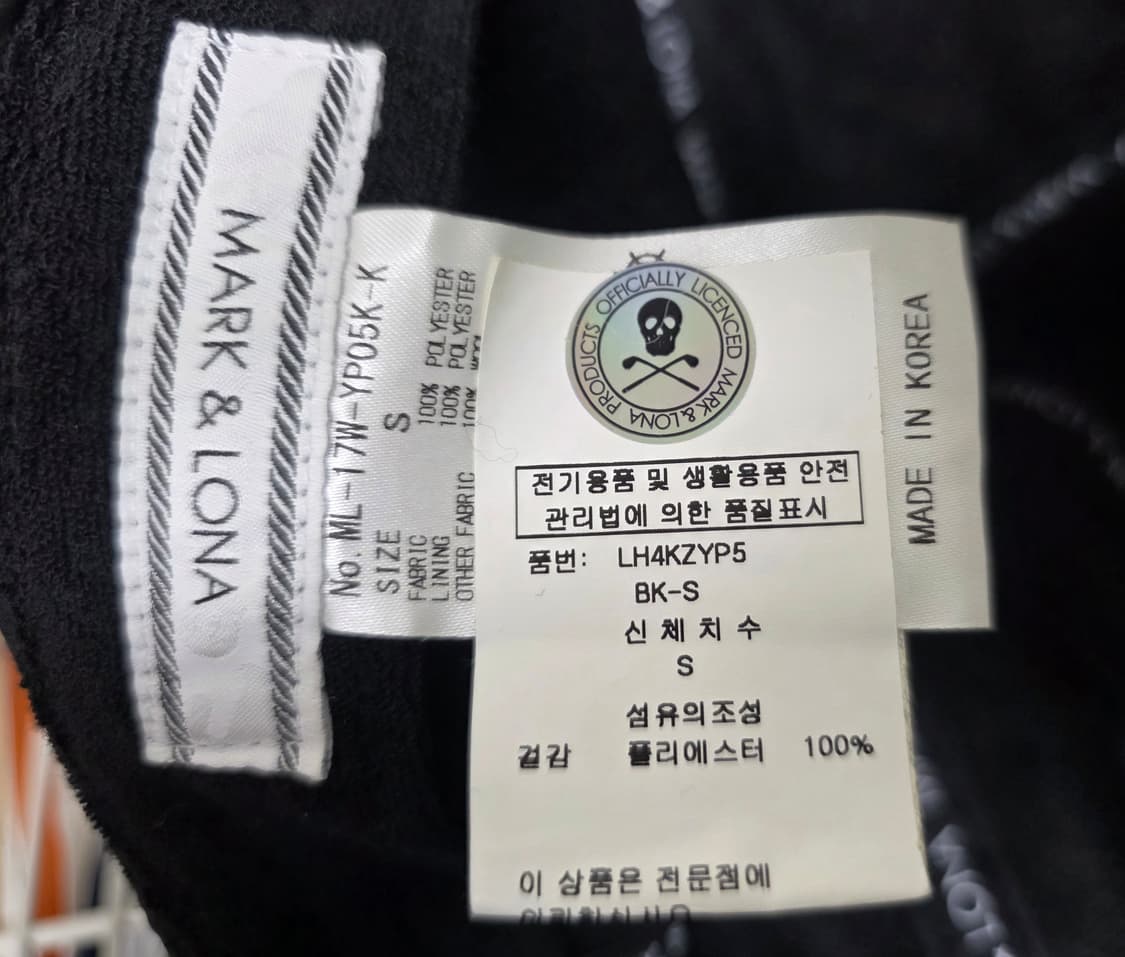 MARK & LONA
No. ML-17W-YP05K-K
SIZE S
FABRIC 100% POLYESTER
LINING 100% POLYESTER
OTHER FABRIC 100% WOOL
OFFICIALLY LICENCED MARK & LONA PRODUCTS
전기용품 및 생활용품 안전
관리법에 의한 품질표시
품번: LH4KZYP5
BK-S
신 체 치 수
S
섬유의조성
겉감 폴리에스터 100%
이 상품은 전문점에
MADE IN KOREA